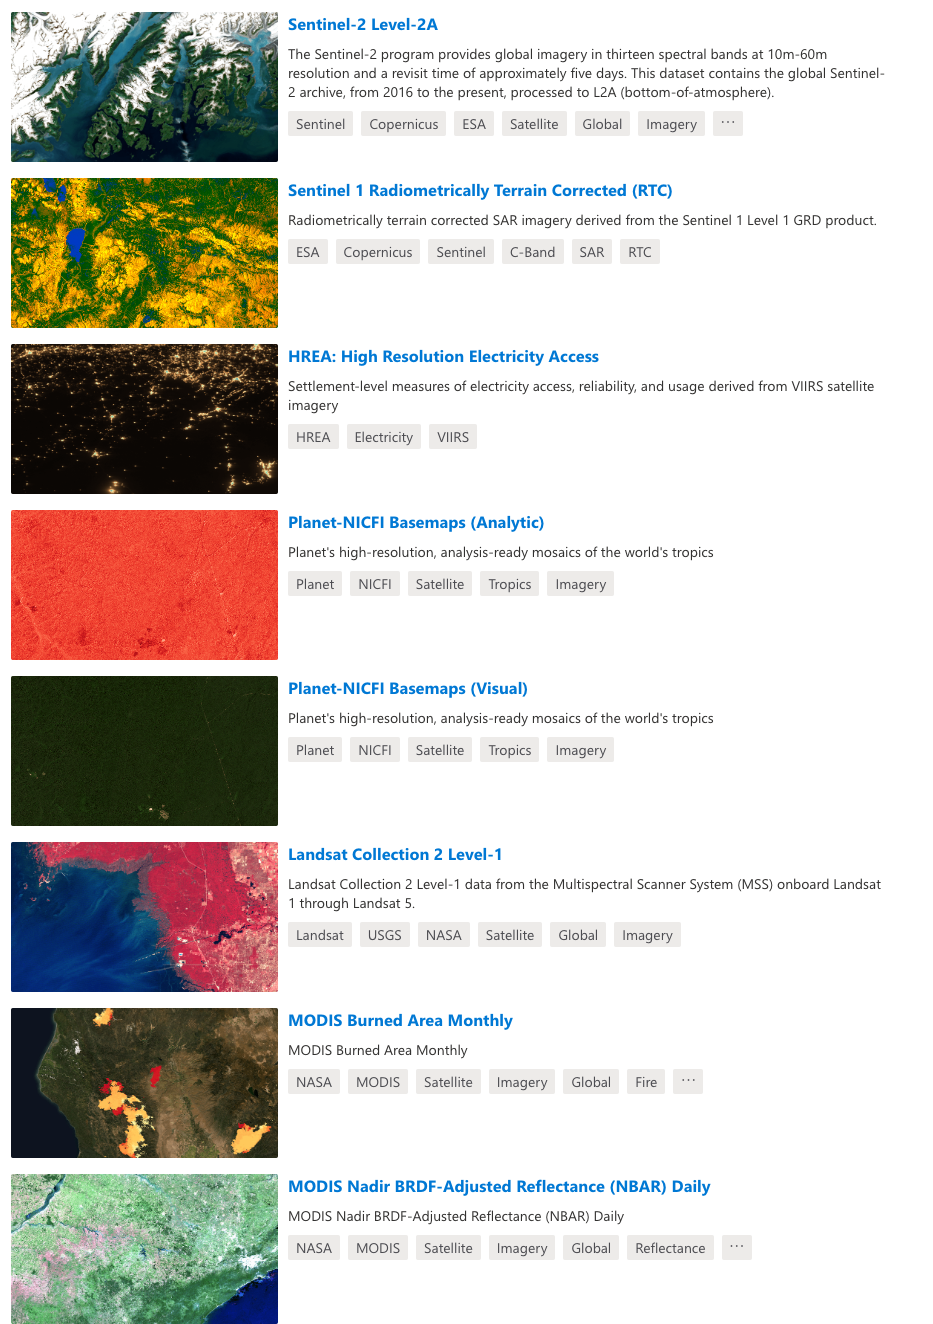 Sentinel-2 Level-2A
The Sentinel-2 program provides global imagery in thirteen spectral bands at 10m-60m
resolution and a revisit time of approximately five days. This dataset contains the global Sentinel-
2 archive, from 2016 to the present, processed to L2A (bottom-of-atmosphere).
Sentinel Copernicus ESA Satellite Global Imagery ...
Sentinel 1 Radiometrically Terrain Corrected (RTC)
Radiometrically terrain corrected SAR imagery derived from the Sentinel 1 Level 1 GRD product.
ESA Copernicus Sentinel C-Band SAR RTC
HREA: High Resolution Electricity Access
Settlement-level measures of electricity access, reliability, and usage derived from VIIRS satellite
imagery
HREA Electricity VIIRS
Planet-NICFI Basemaps (Analytic)
Planet's high-resolution, analysis-ready mosaics of the world's tropics
Planet NICFI Satellite Tropics Imagery
Planet-NICFI Basemaps (Visual)
Planet's high-resolution, analysis-ready mosaics of the world's tropics
Planet NICFI Satellite Tropics Imagery
Landsat Collection 2 Level-1
Landsat Collection 2 Level-1 data from the Multispectral Scanner System (MSS) onboard Landsat
1 through Landsat 5.
Landsat USGS NASA Satellite Global Imagery
MODIS Burned Area Monthly
MODIS Burned Area Monthly
NASA MODIS Satellite Imagery Global Fire ...
MODIS Nadir BRDF-Adjusted Reflectance (NBAR) Daily
MODIS Nadir BRDF-Adjusted Reflectance (NBAR) Daily
NASA MODIS Satellite Imagery Global Reflectance ...